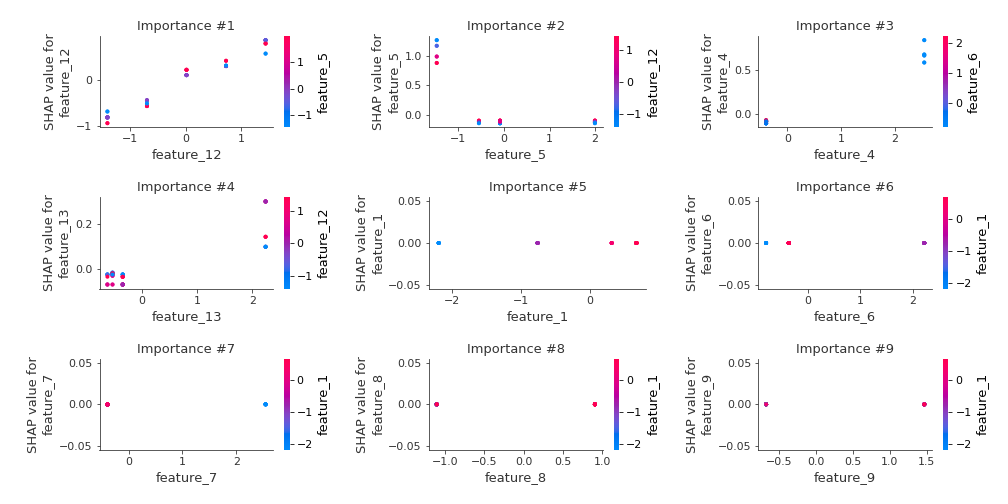 Importance #1
SHAP value for
feature_12
0
−1
−1
0
1
feature_12
1
0
−1
feature_5
Importance #2
SHAP value for
feature_5
1.0
0.5
0.0
−1
0
1
2
feature_5
1
0
−1
feature_12
Importance #3
SHAP value for
feature_4
0.5
0.0
0
1
2
feature_4
2
1
0
feature_6
Importance #4
SHAP value for
feature_13
0.2
0.0
0
1
2
feature_13
1
0
−1
feature_12
Importance #5
SHAP value for
feature_1
0.05
0.00
−0.05
−2
−1
0
feature_1
Importance #6
SHAP value for
feature_6
0.05
0.00
−0.05
0
1
2
feature_6
0
−1
−2
feature_1
Importance #7
SHAP value for
feature_7
0.05
0.00
−0.05
0
1
2
feature_7
0
−1
−2
feature_1
Importance #8
SHAP value for
feature_8
0.05
0.00
−0.05
−1.0
−0.5
0.0
0.5
1.0
feature_8
0
−1
−2
feature_1
Importance #9
SHAP value for
feature_9
0.05
0.00
−0.05
−0.5
0.0
0.5
1.0
1.5
feature_9
0
−1
−2
feature_1